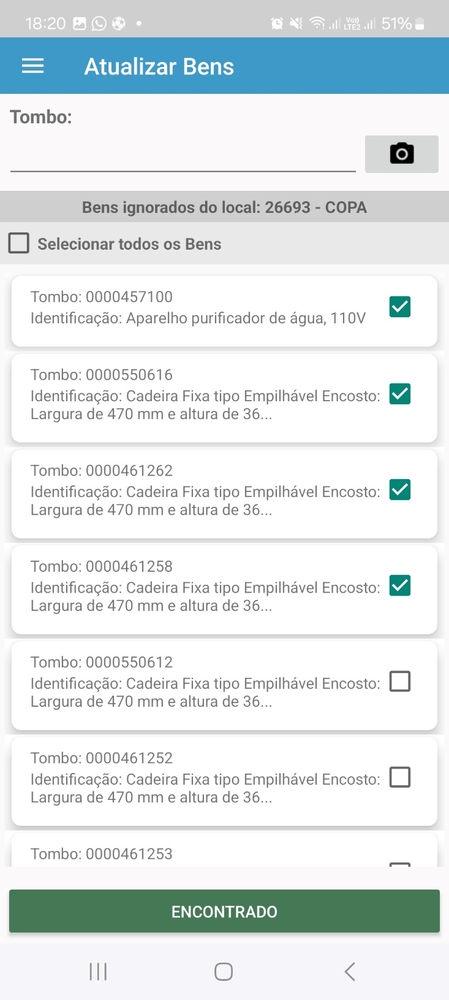 18:20
Vo)) LTE2
51%
Atualizar Bens
Tombo:
Bens ignorados do local: 26693 - COPA
Selecionar todos os Bens
Tombo: 0000457100
Identificação: Aparelho purificador de água, 110V
Tombo: 0000550616
Identificação: Cadeira Fixa tipo Empilhável Encosto:
Largura de 470 mm e altura de 36...
Tombo: 0000461262
Identificação: Cadeira Fixa tipo Empilhável Encosto:
Largura de 470 mm e altura de 36...
Tombo: 0000461258
Identificação: Cadeira Fixa tipo Empilhável Encosto:
Largura de 470 mm e altura de 36...
Tombo: 0000550612
Identificação: Cadeira Fixa tipo Empilhável Encosto:
Largura de 470 mm e altura de 36...
Tombo: 0000461252
Identificação: Cadeira Fixa tipo Empilhável Encosto:
Largura de 470 mm e altura de 36...
Tombo: 0000461253
ENCONTRADO